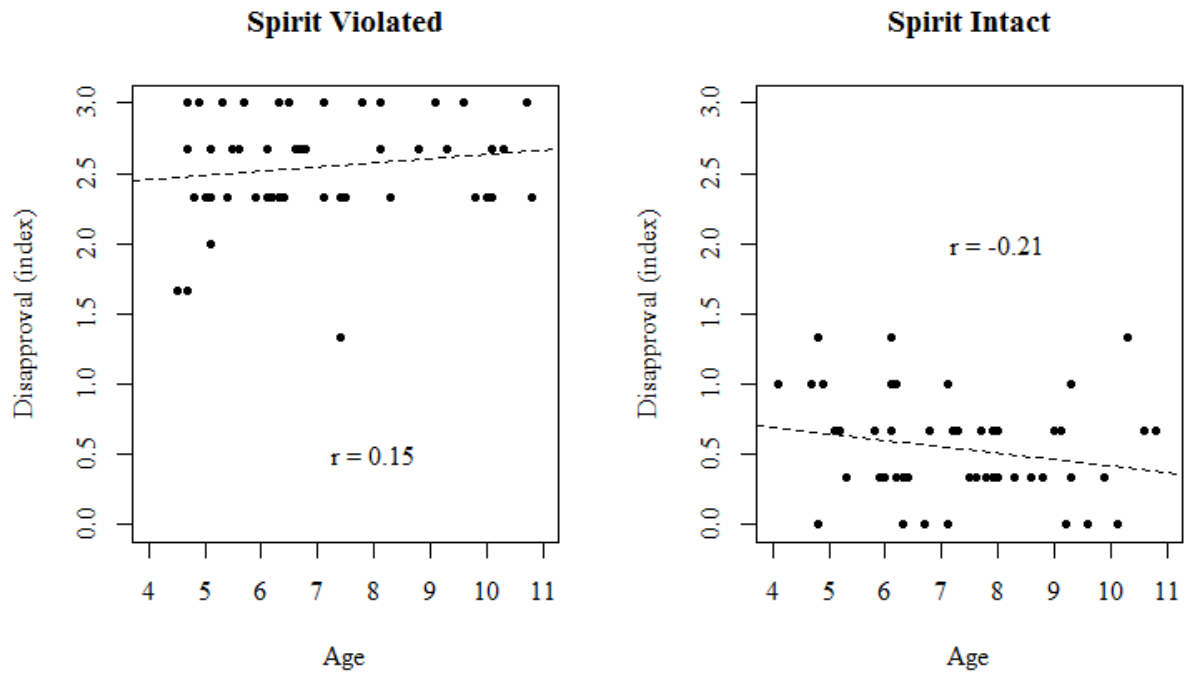 Spirit Violated
Disapproval (index)
3.0
2.5
2.0
1.5
1.0
0.5
0.0
r = 0.15
4 5 6 7 8 9 10 11
Age
Spirit Intact
Disapproval (index)
3.0
2.5
2.0
1.5
1.0
0.5
0.0
r = -0.21
4 5 6 7 8 9 10 11
Age